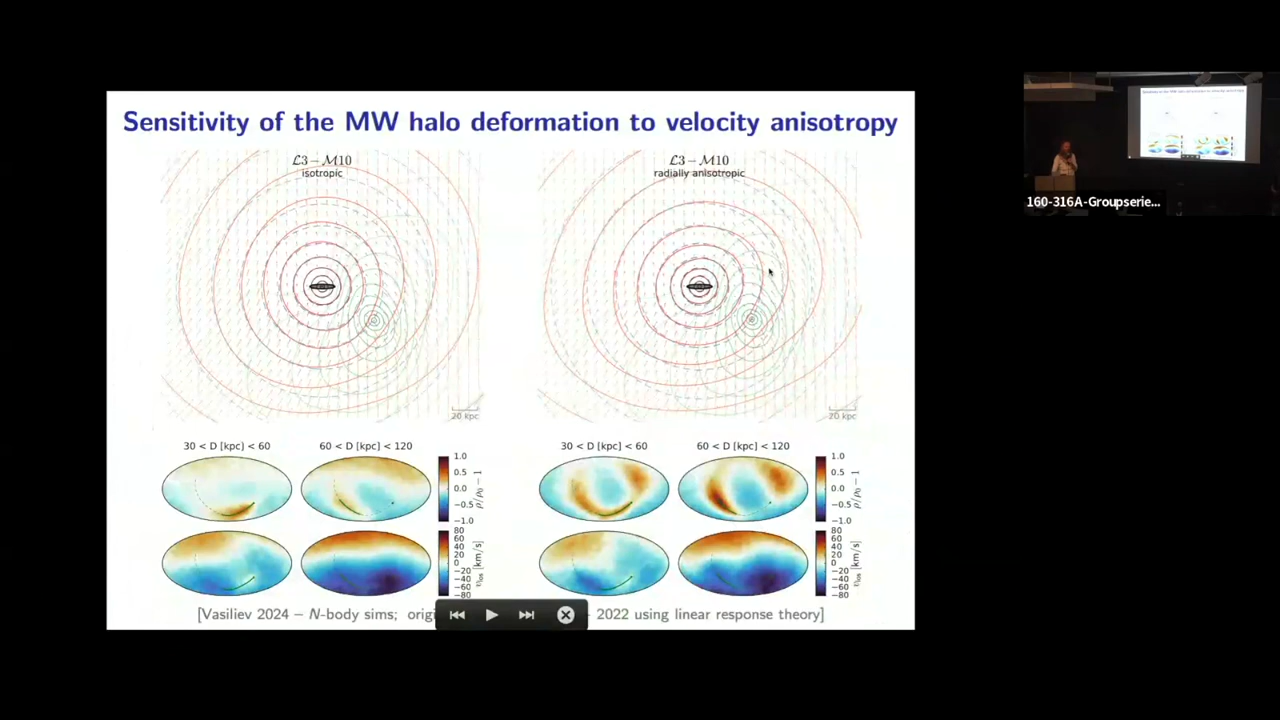 Sensitivity of the MW halo deformation to velocity anisotropy
ℒ3 − ℳ10
isotropic
20 kpc
ℒ3 − ℳ10
radially anisotropic
20 kpc
30 < D [kpc] < 60
60 < D [kpc] < 120
1.0
0.5
0.0
−0.5
−1.0
ρ/ρ0 − 1
80
60
40
20
0
−20
−40
−60
−80
vlos [km/s]
30 < D [kpc] < 60
60 < D [kpc] < 120
1.0
0.5
0.0
−0.5
−1.0
ρ/ρ0 − 1
80
60
40
20
0
−20
−40
−60
−80
vlos [km/s]
[Vasiliev 2024 – N-body sims; 2022 using linear response theory]
160-316A-Groupserie...